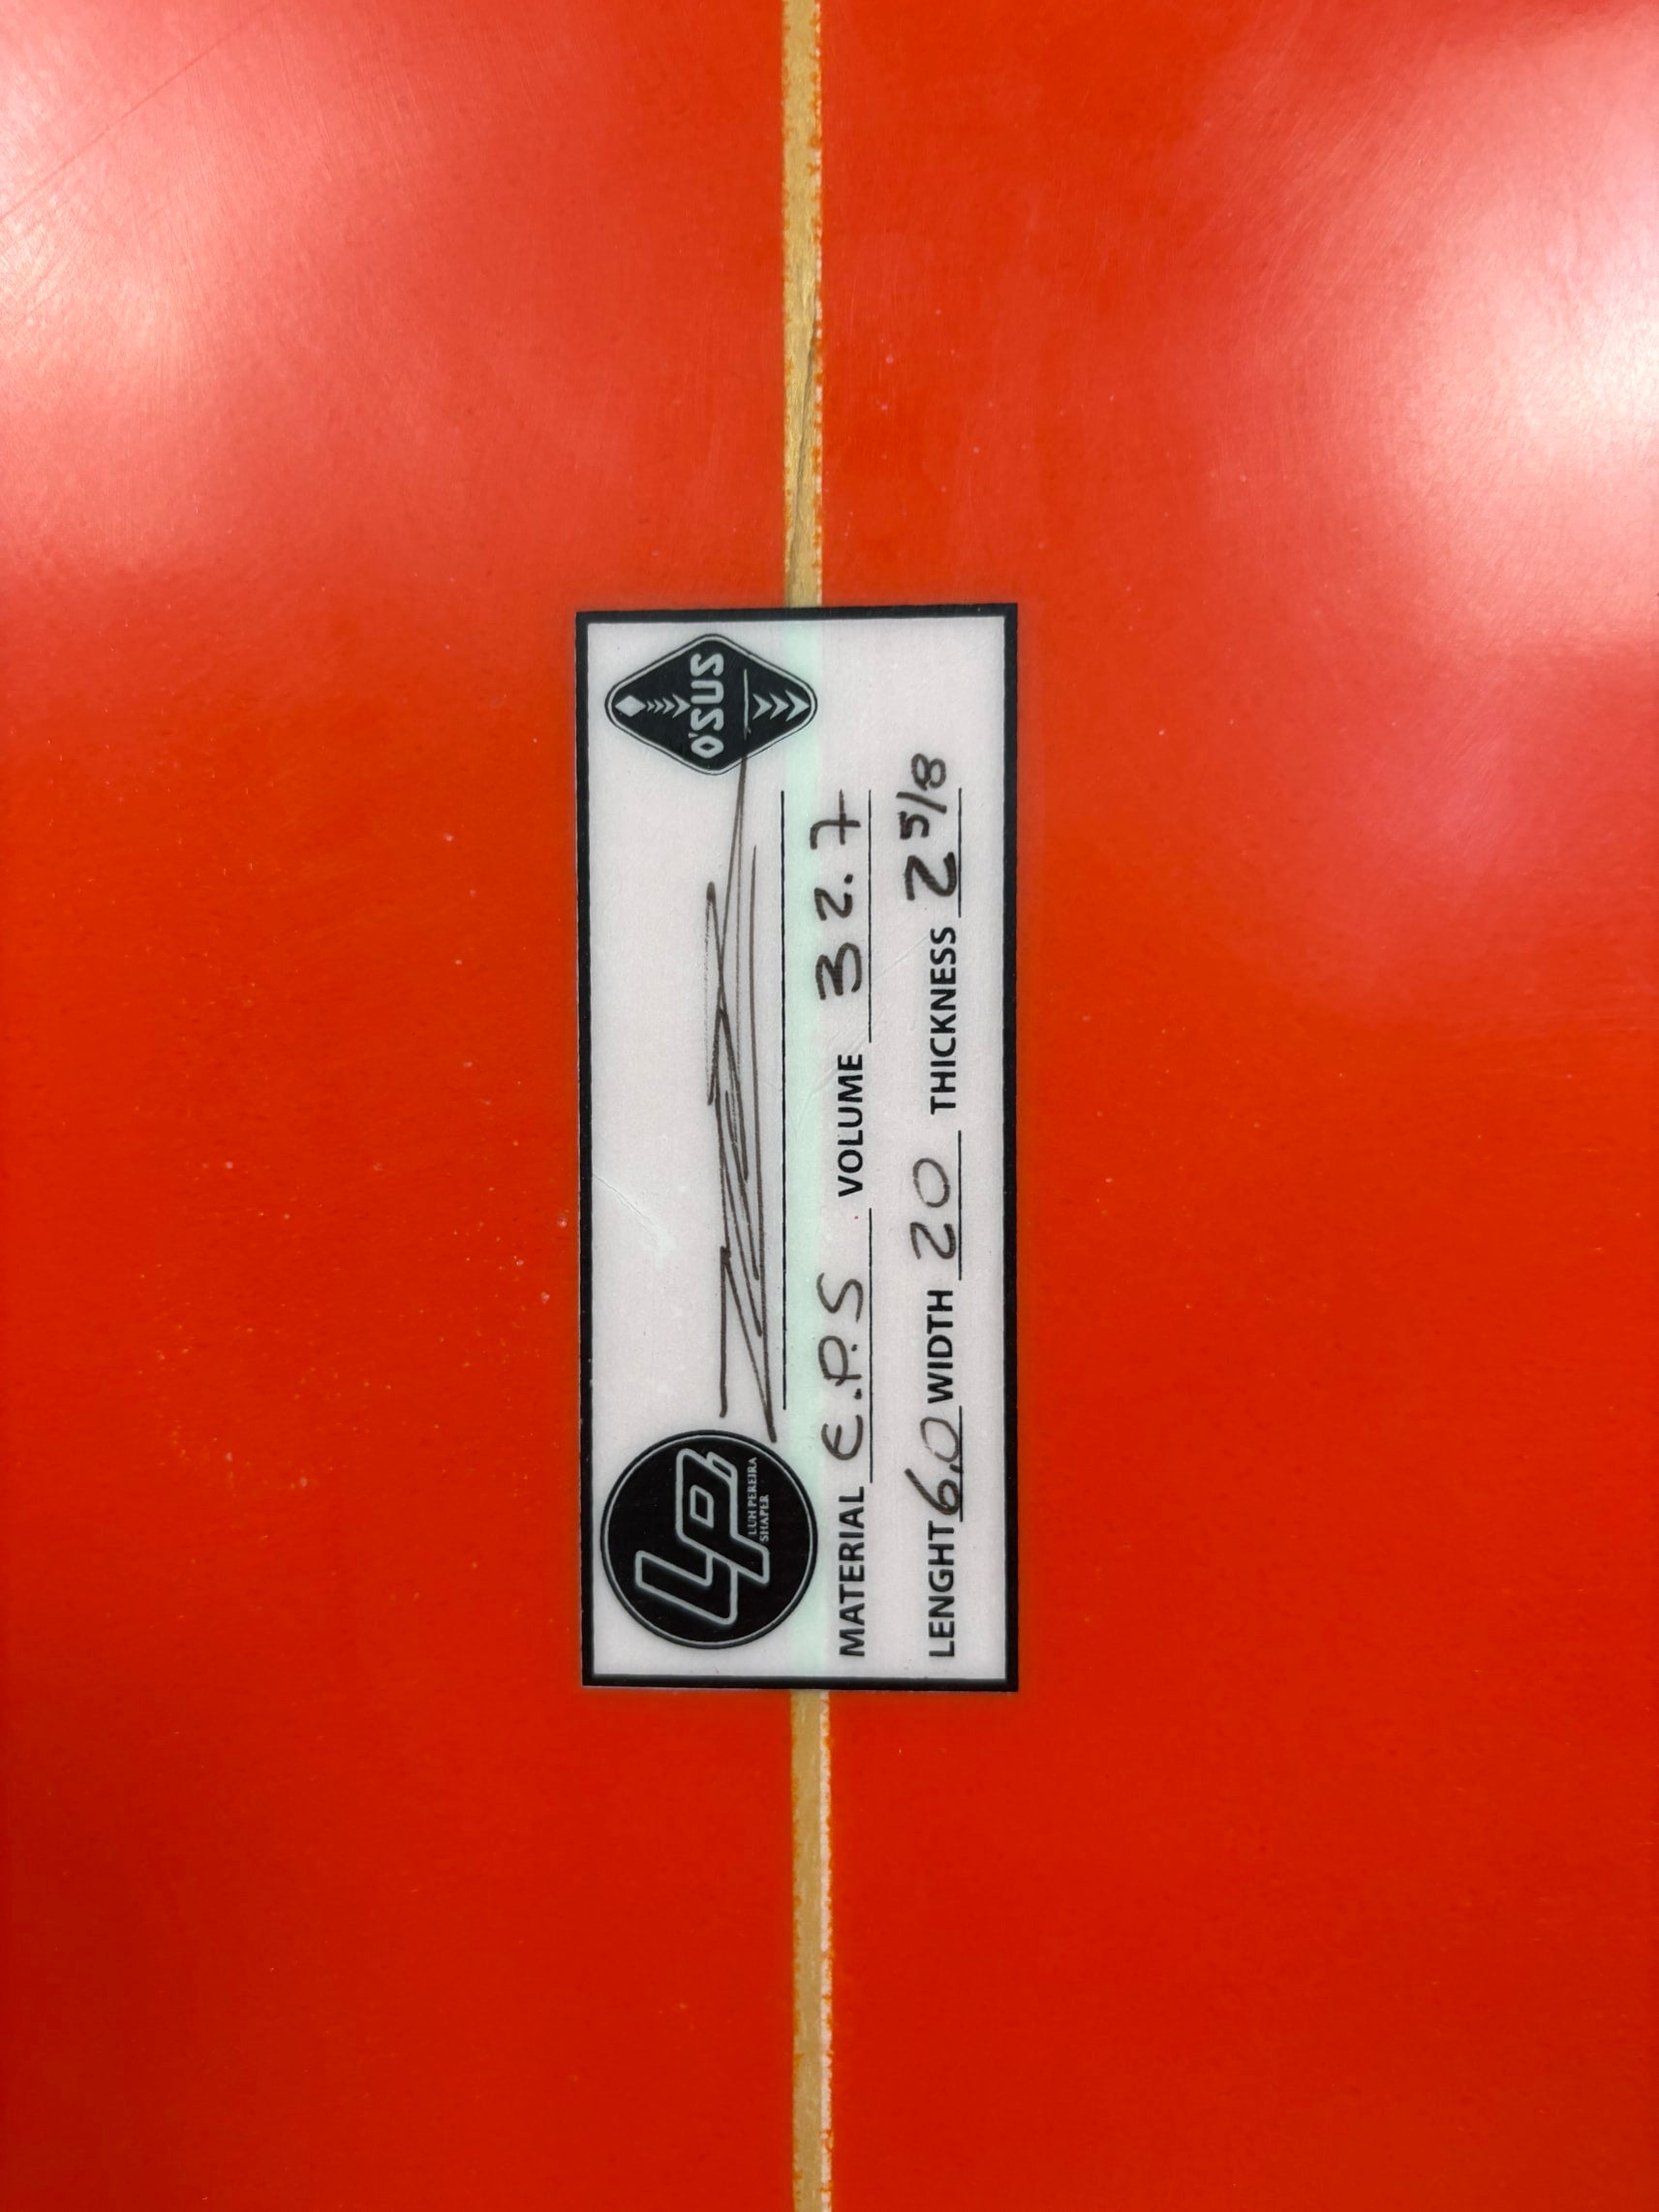 O'SUS
LP
LUH PEREIRA
SHAPER
MATERIAL E.P.S VOLUME 32.7
LENGHT 6.0 WIDTH 20 THICKNESS 2 5/8